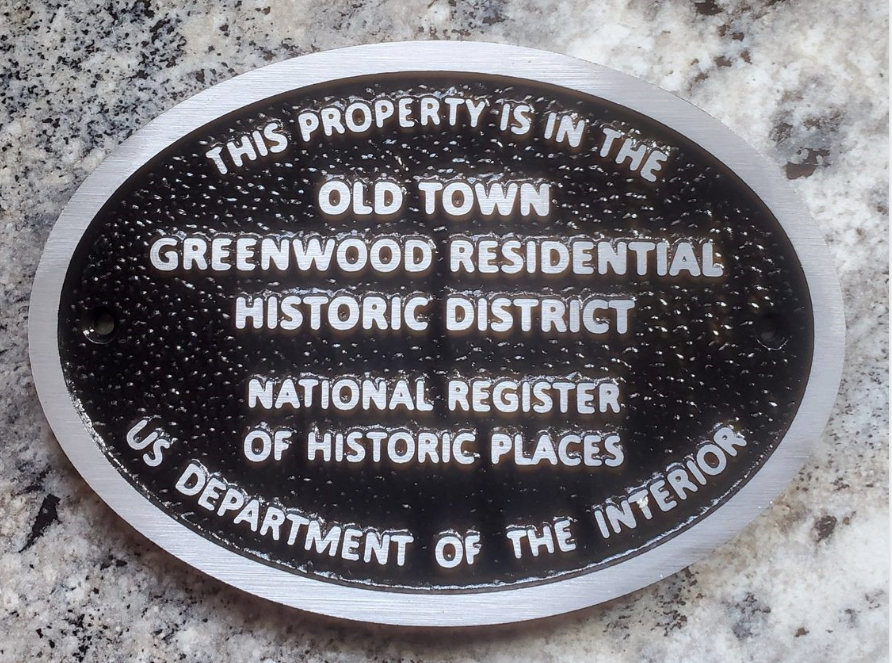 THIS PROPERTY IS IN THE
OLD TOWN
GREENWOOD RESIDENTIAL
HISTORIC DISTRICT
NATIONAL REGISTER
OF HISTORIC PLACES
US DEPARTMENT OF THE INTERIOR